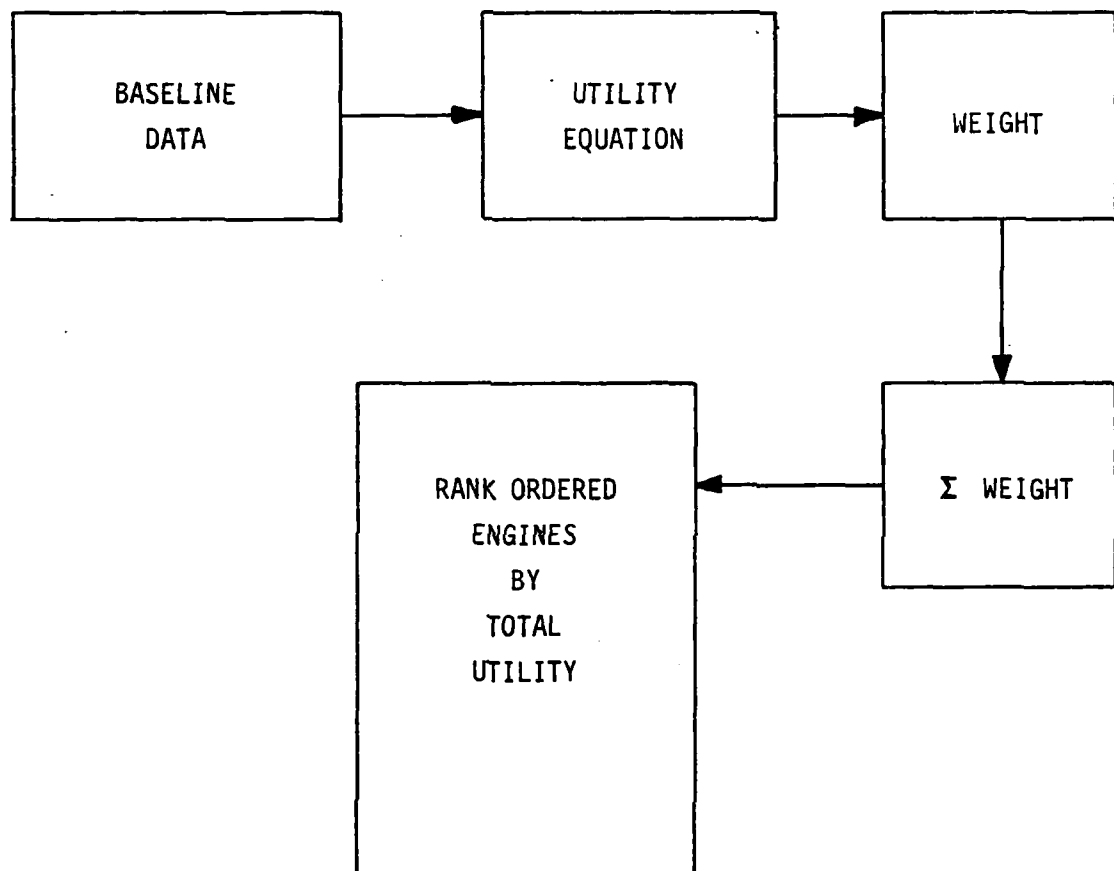 BASELINE
DATA
UTILITY
EQUATION
WEIGHT
Σ WEIGHT
RANK ORDERED
ENGINES
BY
TOTAL
UTILITY